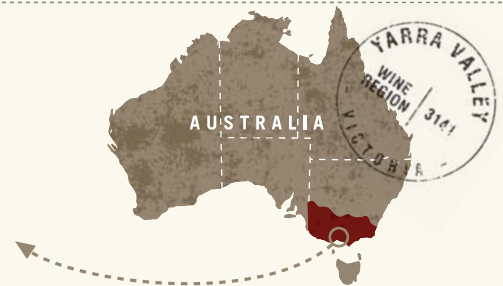 AUSTRALIA
YARRA VALLEY
WINE
REGION
3141
VICTORIA